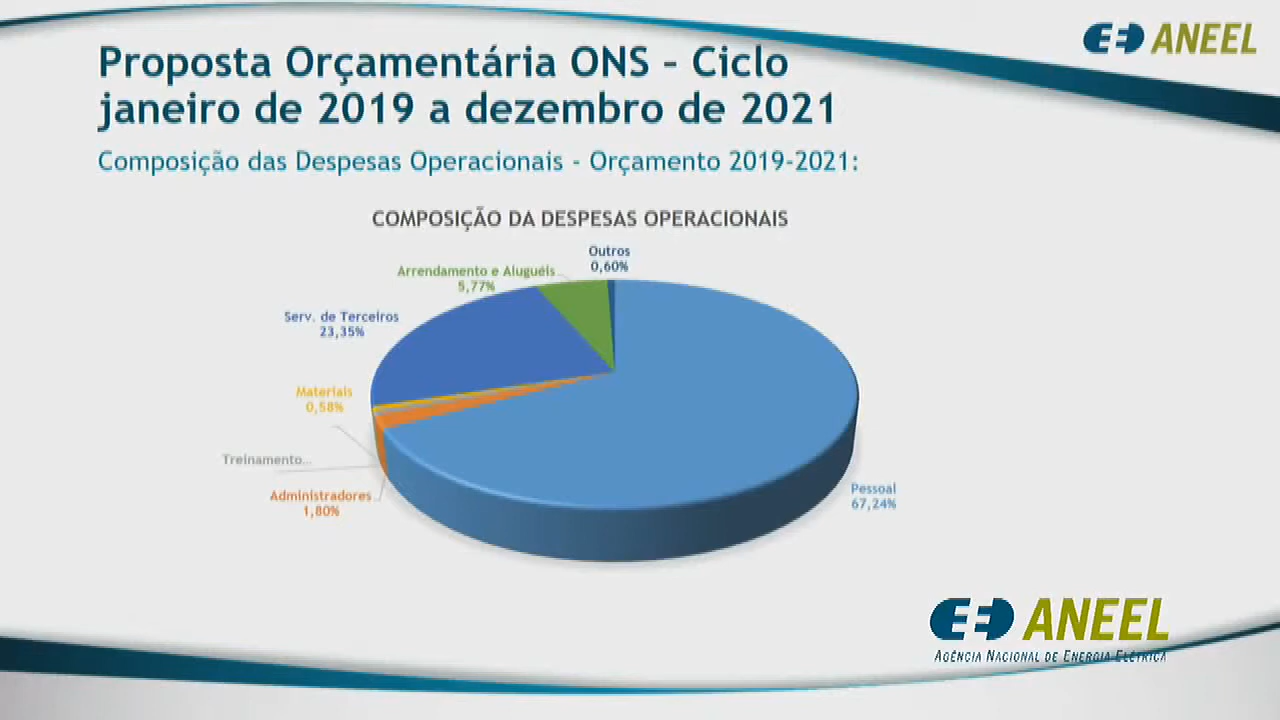 ANEEL
Proposta Orçamentária ONS – Ciclo
janeiro de 2019 a dezembro de 2021
Composição das Despesas Operacionais - Orçamento 2019-2021:
COMPOSIÇÃO DA DESPESAS OPERACIONAIS
Outros
0,60%
Arrendamento e Aluguéis
5,77%
Serv. de Terceiros
23,35%
Materiais
0,58%
Treinamento...
Administradores
1,80%
Pessoal
67,24%
ANEEL
AGÊNCIA NACIONAL DE ENERGIA ELÉTRICA